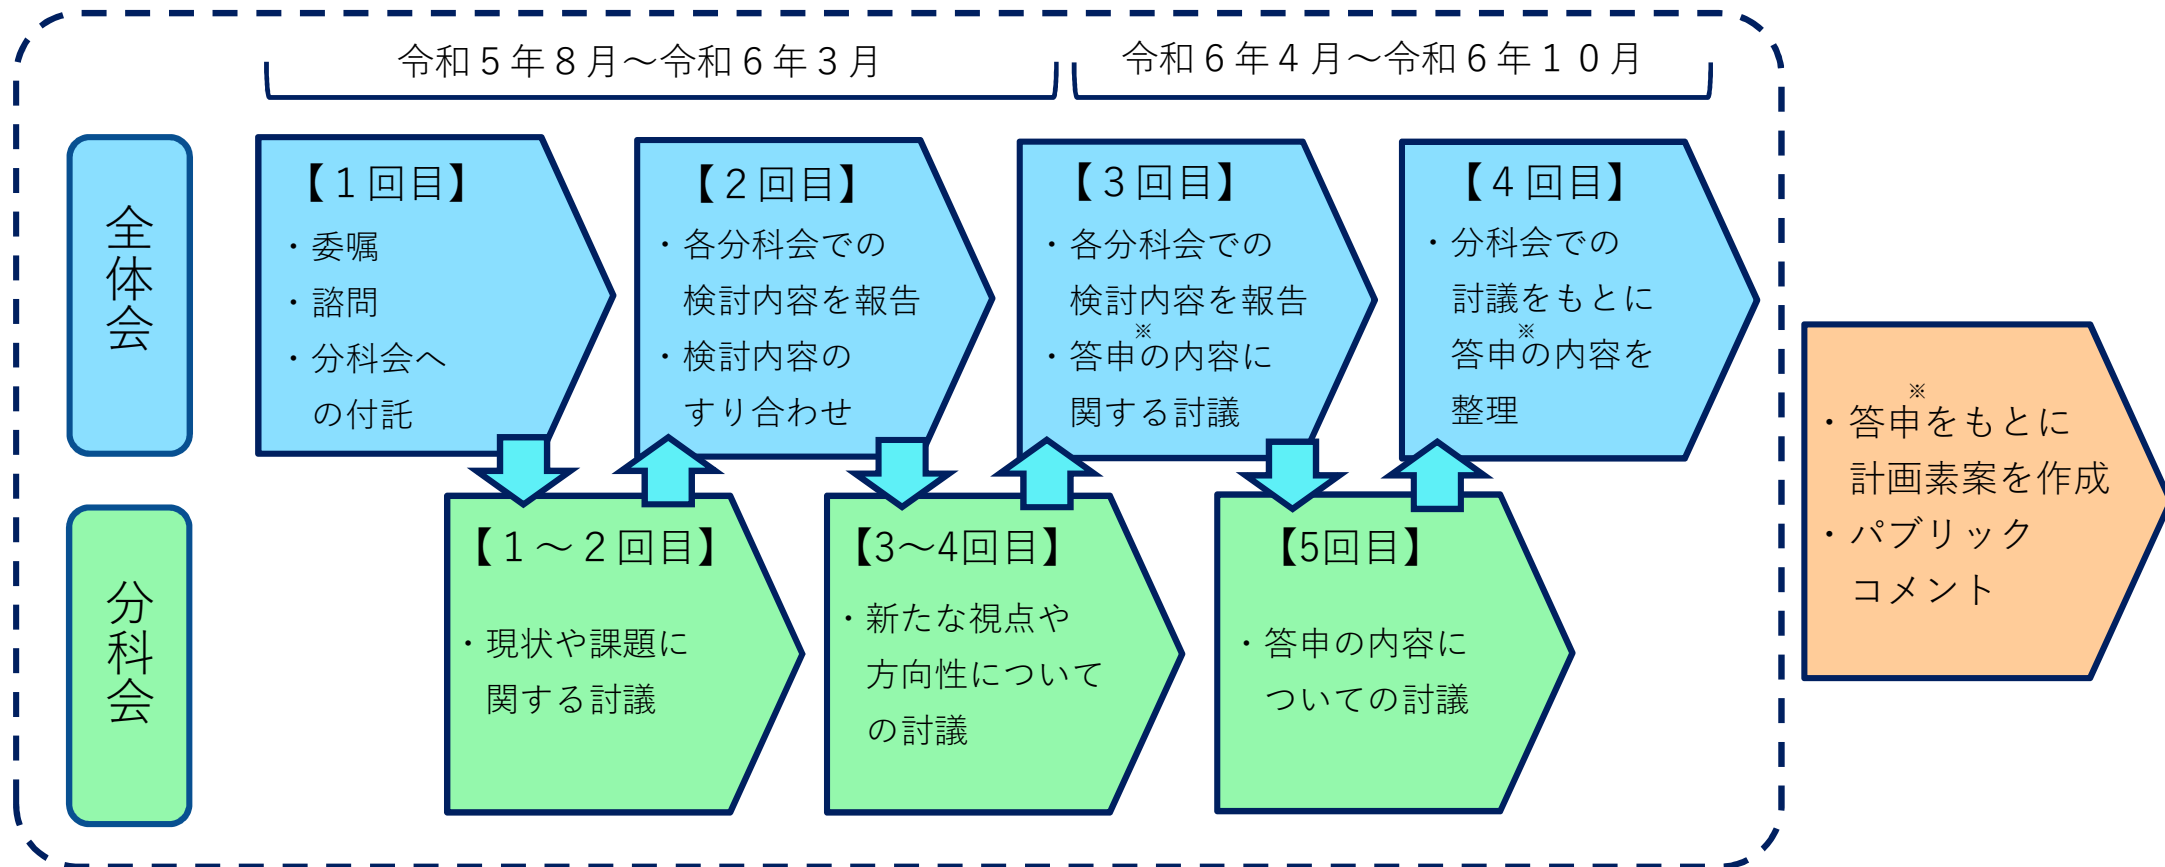 令和５年８月～令和６年３月
令和６年４月～令和６年１０月
全体会
【１回目】
・委嘱
・諮問
・分科会へ
の付託
【２回目】
・各分科会での
検討内容を報告
・検討内容の
すり合わせ
【３回目】
・各分科会での
検討内容を報告
※
・答申の内容に
関する討議
【４回目】
・分科会での
討議をもとに
※
答申の内容を
整理
分科会
【１～２回目】
・現状や課題に
関する討議
【3～4回目】
・新たな視点や
方向性について
の討議
【5回目】
・答申の内容に
ついての討議
※
・答申をもとに
計画素案を作成
・パブリック
コメント